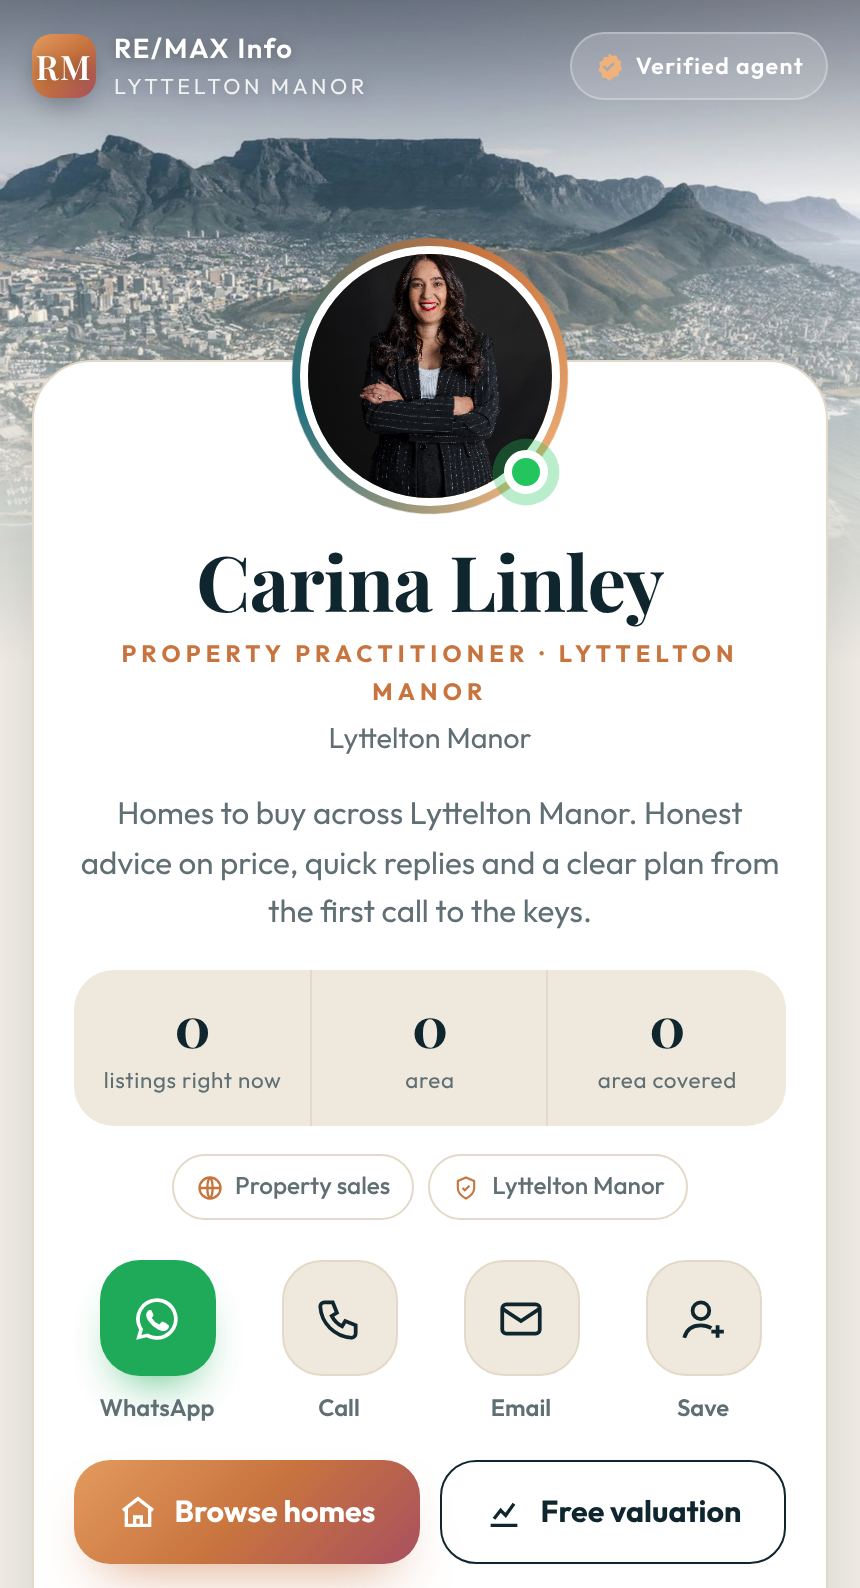 RM
RE/MAX Info
LYTTELTON MANOR
Verified agent
Carina Linley
PROPERTY PRACTITIONER · LYTTELTON
MANOR
Lyttelton Manor
Homes to buy across Lyttelton Manor. Honest
advice on price, quick replies and a clear plan from
the first call to the keys.
0
listings right now
0
area
0
area covered
Property sales
Lyttelton Manor
WhatsApp
Call
Email
Save
Browse homes
Free valuation